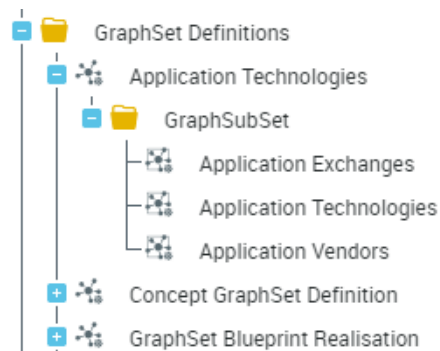 GraphSet Definitions
Application Technologies
GraphSubSet
Application Exchanges
Application Technologies
Application Vendors
Concept GraphSet Definition
GraphSet Blueprint Realisation